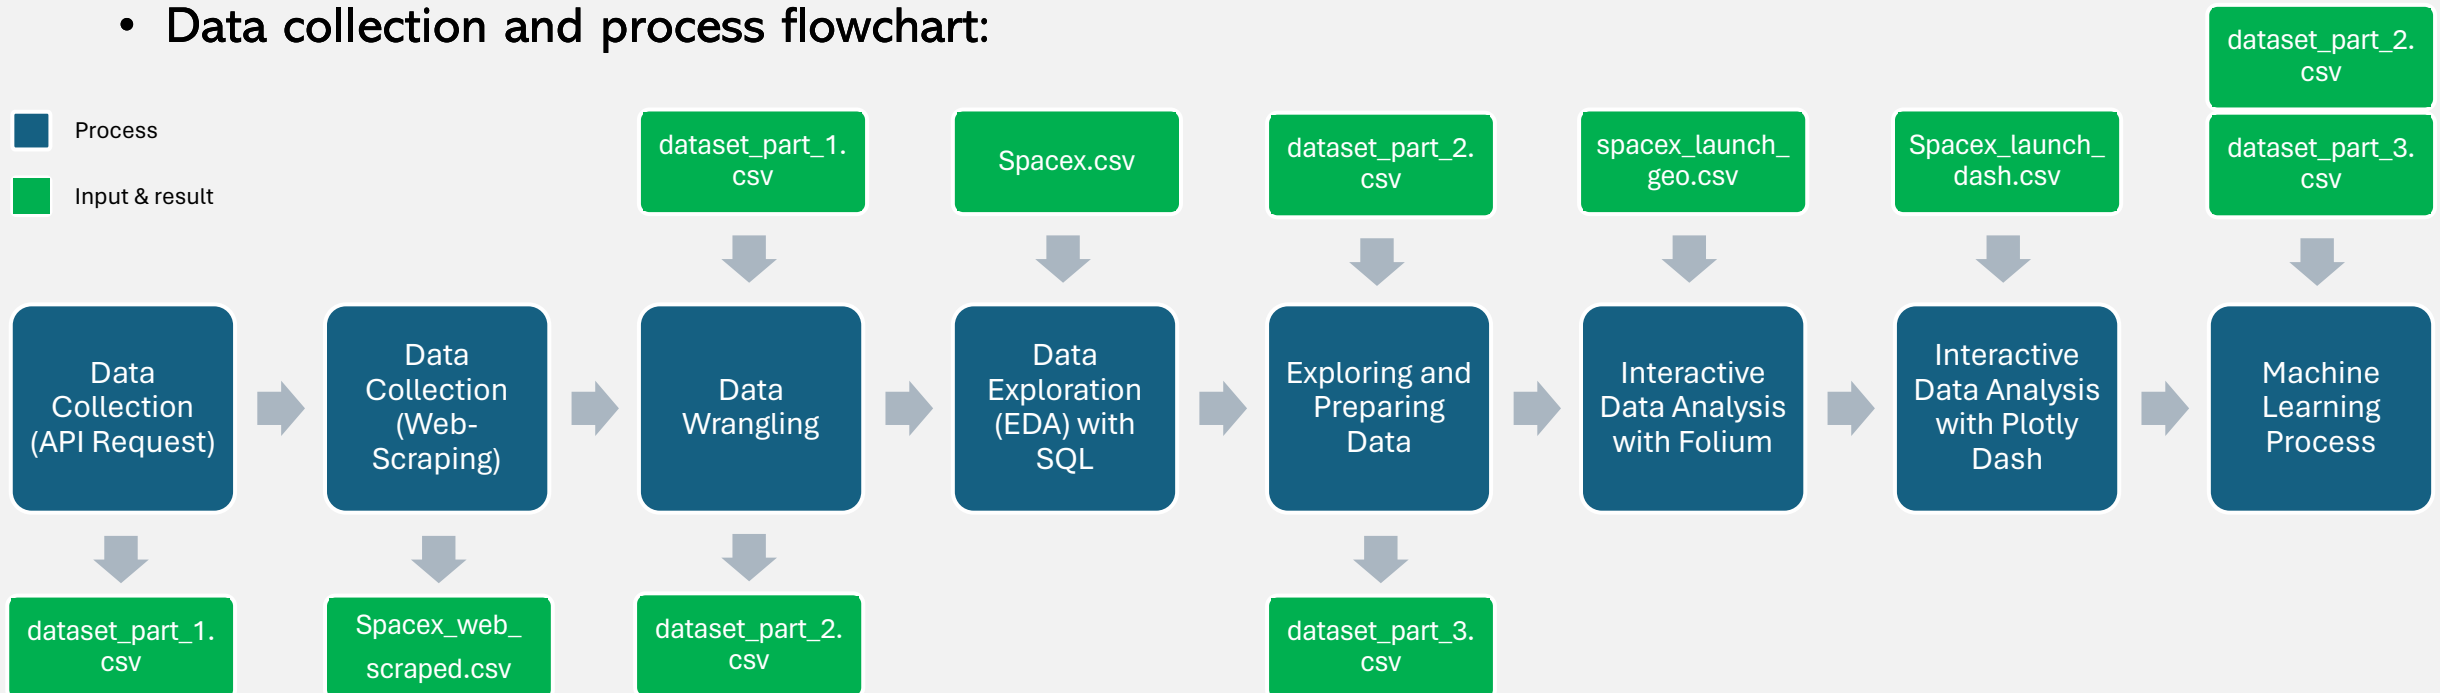 • Data collection and process flowchart:
Process
Input & result
dataset_part_1.
csv
Spacex.csv
dataset_part_2.
csv
spacex_launch_
geo.csv
Spacex_launch_
dash.csv
dataset_part_2.
csv
dataset_part_3.
csv
Data
Collection
(API Request)
Data
Collection
(Web-
Scraping)
Data
Wrangling
Data
Exploration
(EDA) with
SQL
Exploring and
Preparing
Data
Interactive
Data Analysis
with Folium
Interactive
Data Analysis
with Plotly
Dash
Machine
Learning
Process
dataset_part_1.
csv
Spacex_web_
scraped.csv
dataset_part_2.
csv
dataset_part_3.
csv